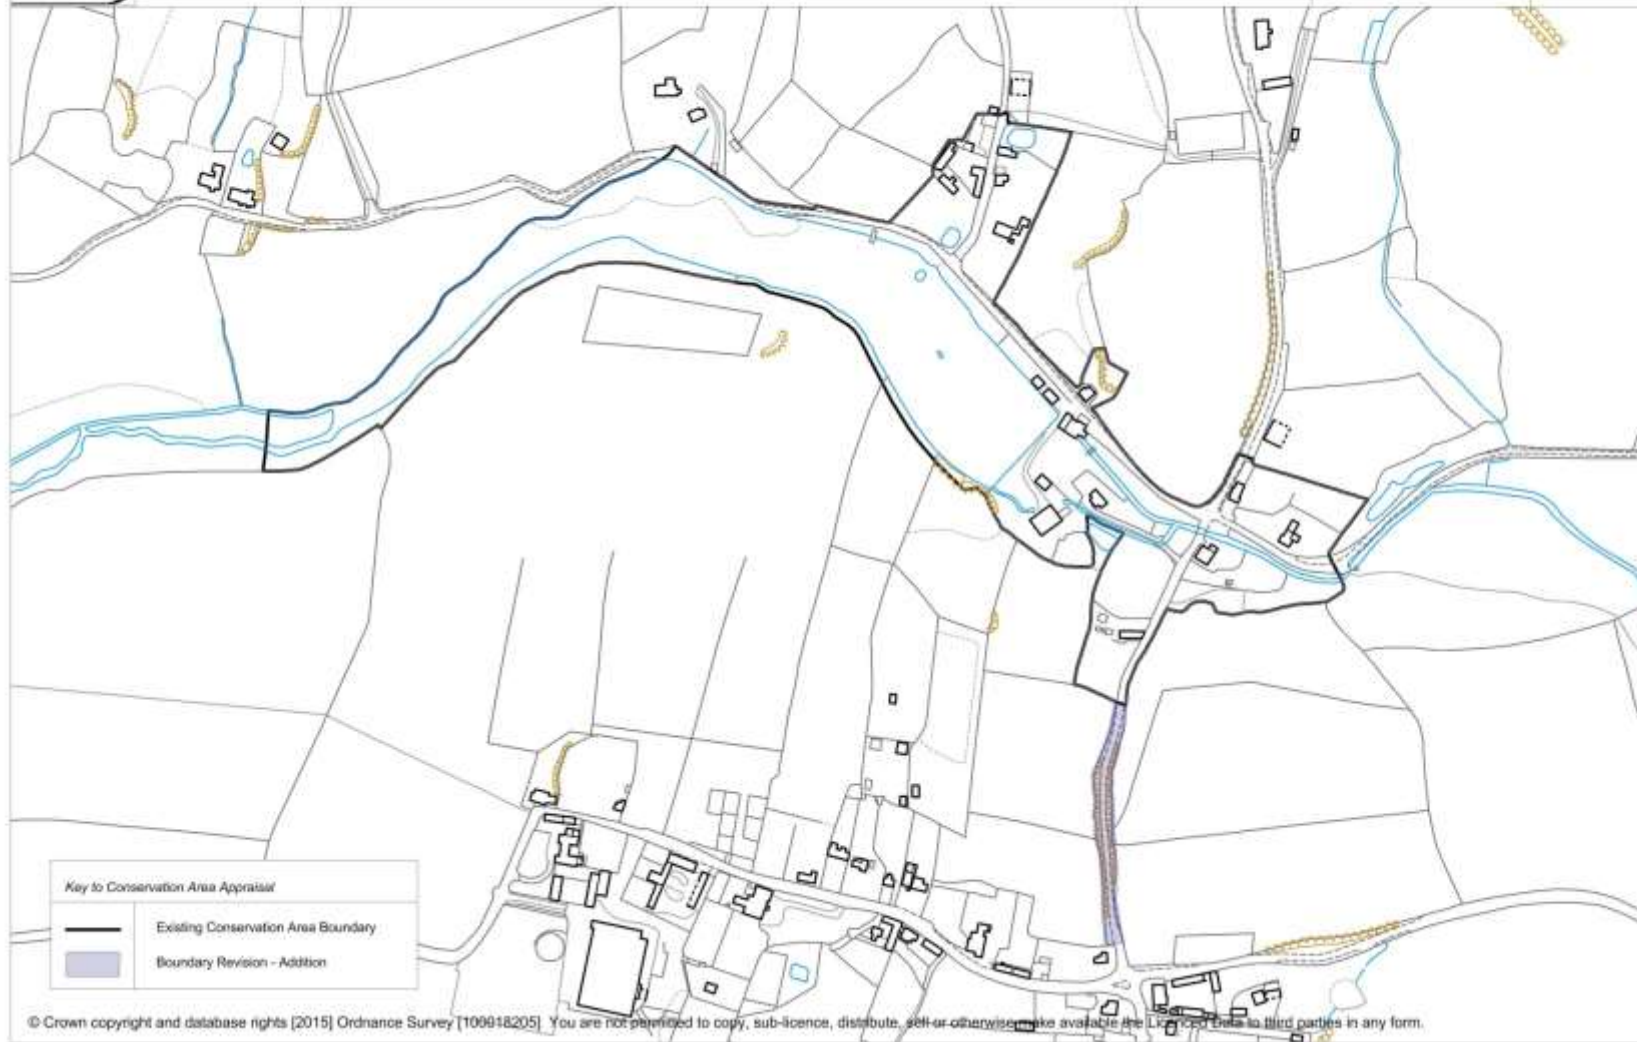 Key to Conservation Area Appraisal
Existing Conservation Area Boundary
Boundary Revision - Addition
© Crown copyright and database rights [2015] Ordnance Survey [100018205] You are not permitted to copy, sub-licence, distribute, sell or otherwise make available the Licenced Data to third parties in any form.